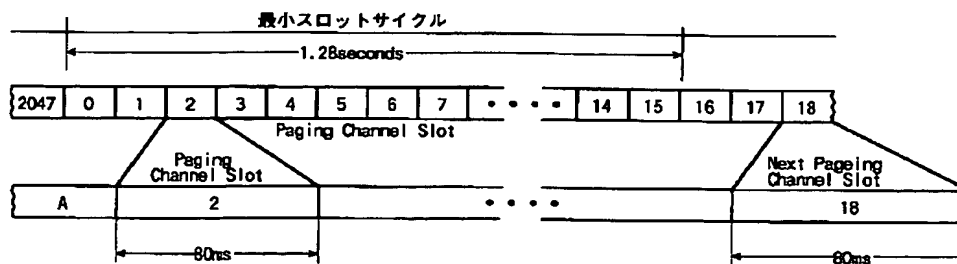 最小スロットサイクル
1.28seconds
2047 0 1 2 3 4 5 6 7 • • • • 14 15 16 17 18
Paging Channel Slot
Paging
Channel Slot
Next Pageing
Channel Slot
A 2 • • • • 18
80ms 80ms